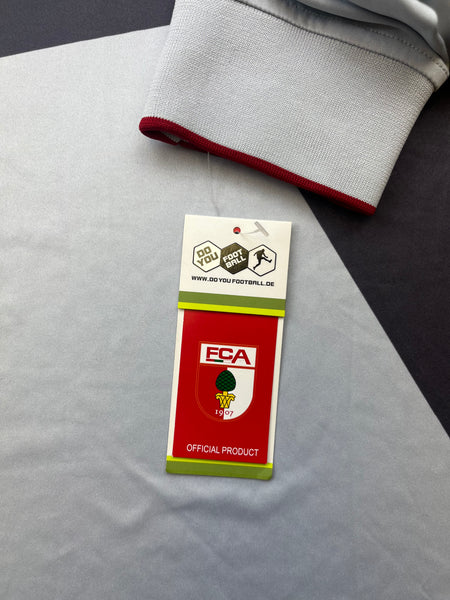 DO YOU
FOOT BALL
WWW.DOYOUFOOTBALL.DE
FCA
1907
OFFICIAL PRODUCT